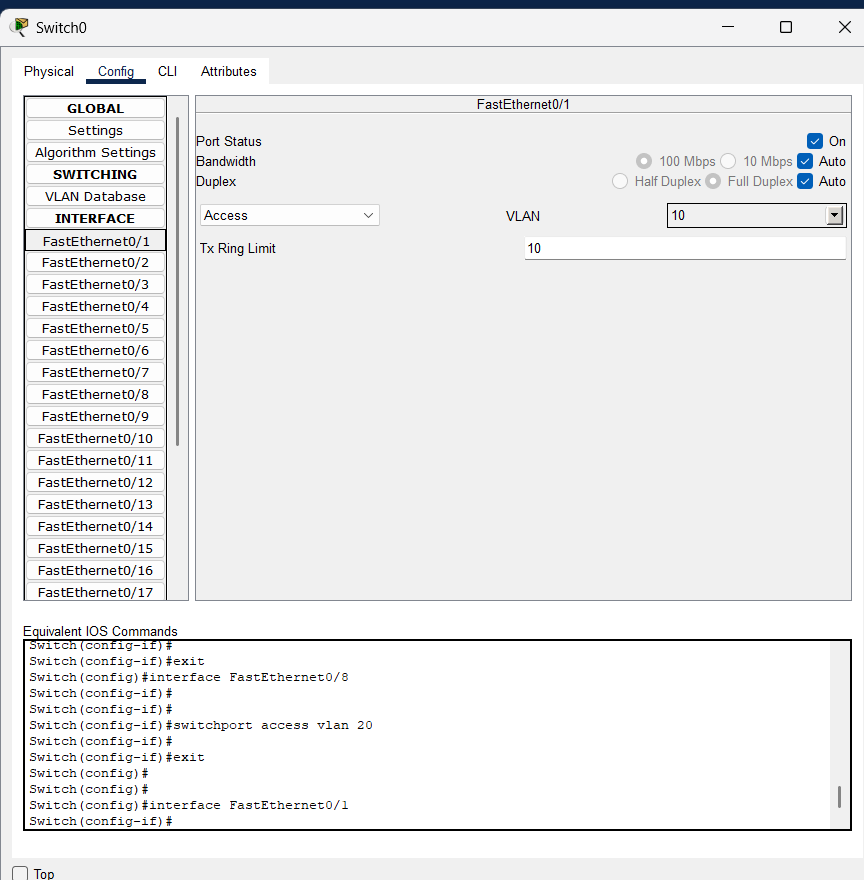 Switch0
Physical Config CLI Attributes
GLOBAL
Settings
Algorithm Settings
SWITCHING
VLAN Database
INTERFACE
FastEthernet0/1
FastEthernet0/2
FastEthernet0/3
FastEthernet0/4
FastEthernet0/5
FastEthernet0/6
FastEthernet0/7
FastEthernet0/8
FastEthernet0/9
FastEthernet0/10
FastEthernet0/11
FastEthernet0/12
FastEthernet0/13
FastEthernet0/14
FastEthernet0/15
FastEthernet0/16
FastEthernet0/17
FastEthernet0/1
Port Status On
Bandwidth 100 Mbps 10 Mbps Auto
Duplex Half Duplex Full Duplex Auto
Access VLAN 10
Tx Ring Limit 10
Equivalent IOS Commands
Switch(config-if)#
Switch(config-if)#exit
Switch(config)#interface FastEthernet0/8
Switch(config-if)#
Switch(config-if)#
Switch(config-if)#switchport access vlan 20
Switch(config-if)#
Switch(config-if)#exit
Switch(config)#
Switch(config)#
Switch(config)#interface FastEthernet0/1
Switch(config-if)#
Top